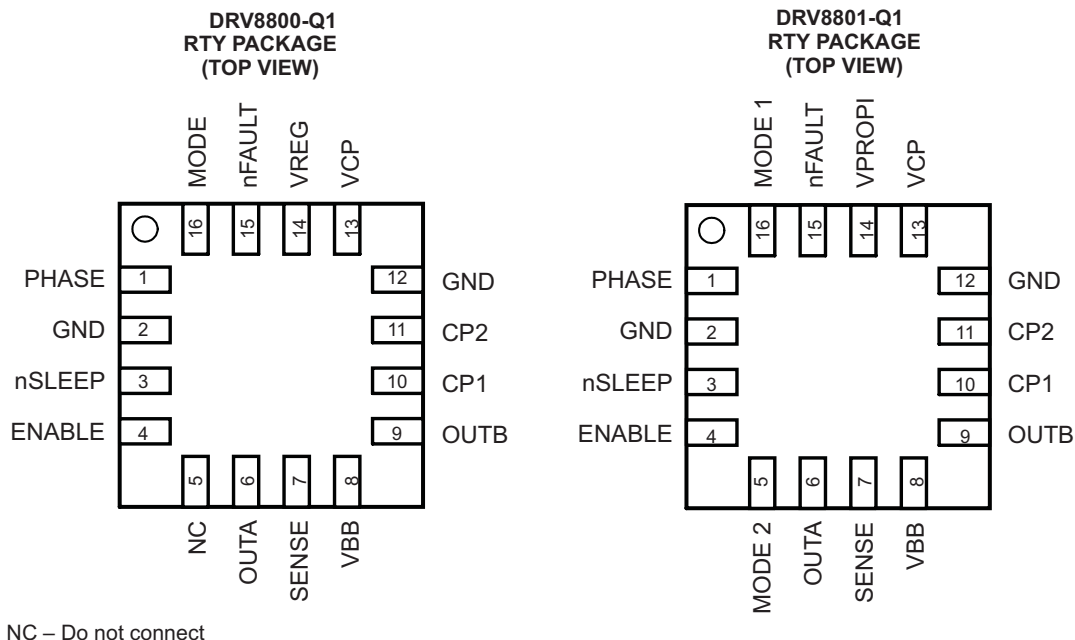 DRV8800-Q1
RTY PACKAGE
(TOP VIEW)
MODE
nFAULT
VREG
VCP
16
15
14
13
PHASE 1
GND 2
nSLEEP 3
ENABLE 4
12 GND
11 CP2
10 CP1
9 OUTB
5
6
7
8
NC
OUTA
SENSE
VBB
NC – Do not connect
DRV8801-Q1
RTY PACKAGE
(TOP VIEW)
MODE 1
nFAULT
VPROPI
VCP
16
15
14
13
PHASE 1
GND 2
nSLEEP 3
ENABLE 4
12 GND
11 CP2
10 CP1
9 OUTB
5
6
7
8
MODE 2
OUTA
SENSE
VBB